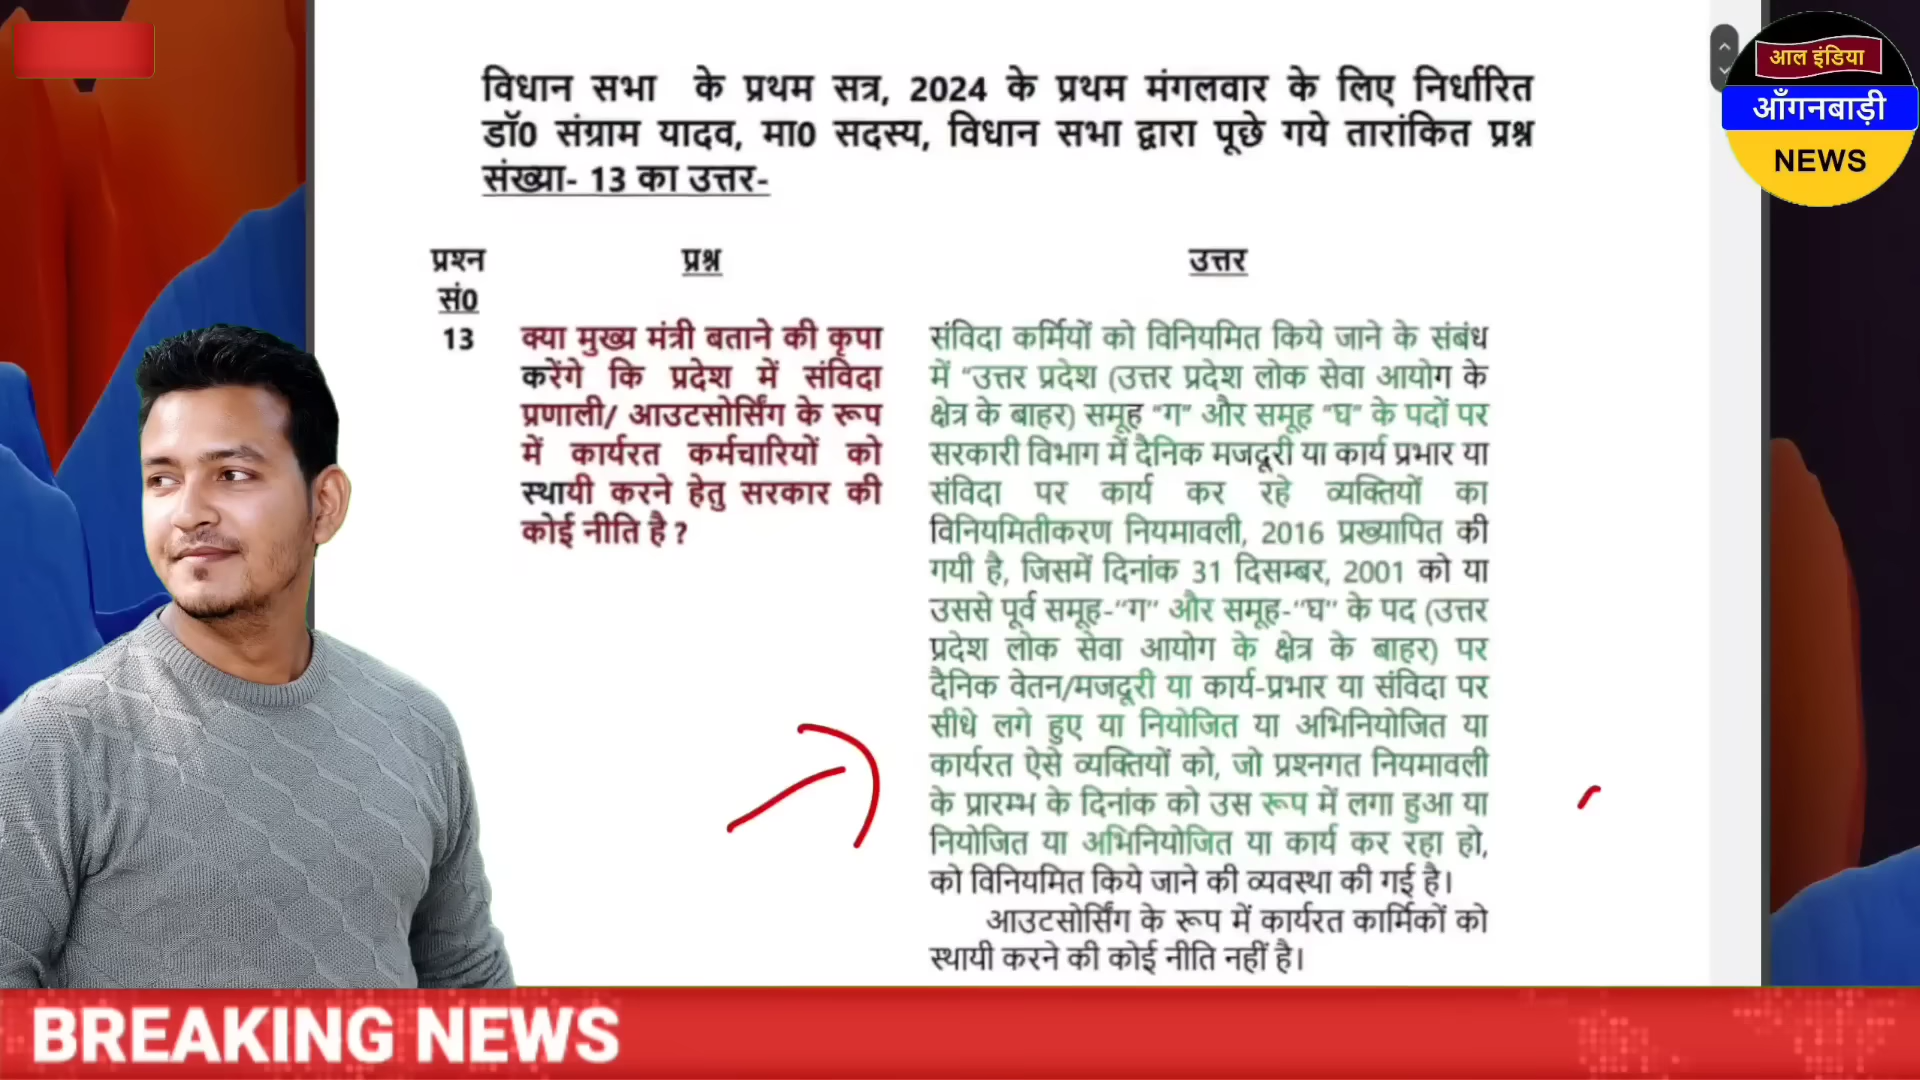 आल इंडिया
आँगनबाड़ी
NEWS
विधान सभा के प्रथम सत्र, 2024 के प्रथम मंगलवार के लिए निर्धारित
डॉ0 संग्राम यादव, मा0 सदस्य, विधान सभा द्वारा पूछे गये तारांकित प्रश्न
संख्या- 13 का उत्तर-
प्रश्न
सं0
प्रश्न
उत्तर
13
क्या मुख्य मंत्री बताने की कृपा
करेंगे कि प्रदेश में संविदा
प्रणाली/ आउटसोर्सिंग के रूप
में कार्यरत कर्मचारियों को
स्थायी करने हेतु सरकार की
कोई नीति है ?
संविदा कर्मियों को विनियमित किये जाने के संबंध
में "उत्तर प्रदेश (उत्तर प्रदेश लोक सेवा आयोग के
क्षेत्र के बाहर) समूह "ग" और समूह "घ" के पदों पर
सरकारी विभाग में दैनिक मजदूरी या कार्य प्रभार या
संविदा पर कार्य कर रहे व्यक्तियों का
विनियमितीकरण नियमावली, 2016 प्रख्यापित की
गयी है, जिसमें दिनांक 31 दिसम्बर, 2001 को या
उससे पूर्व समूह-"ग" और समूह-"घ" के पद (उत्तर
प्रदेश लोक सेवा आयोग के क्षेत्र के बाहर) पर
दैनिक वेतन/मजदूरी या कार्य-प्रभार या संविदा पर
सीधे लगे हुए या नियोजित या अभिनियोजित या
कार्यरत ऐसे व्यक्तियों को, जो प्रश्नगत नियमावली
के प्रारम्भ के दिनांक को उस रूप में लगा हुआ या
नियोजित या अभिनियोजित या कार्य कर रहा हो,
को विनियमित किये जाने की व्यवस्था की गई है।
आउटसोर्सिंग के रूप में कार्यरत कार्मिकों को
स्थायी करने की कोई नीति नहीं है।
BREAKING NEWS